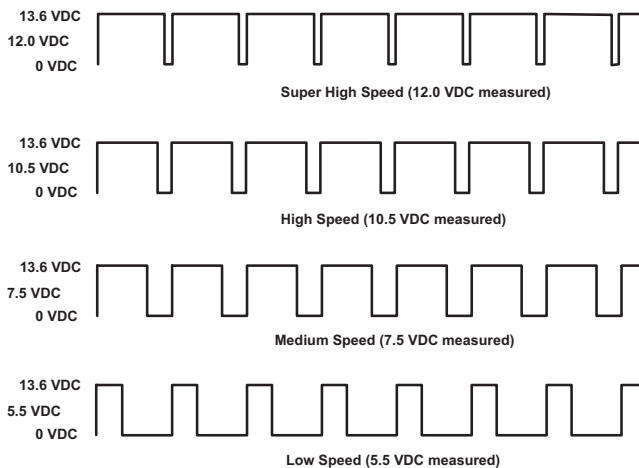 13.6 VDC
12.0 VDC
0 VDC
Super High Speed (12.0 VDC measured)
13.6 VDC
10.5 VDC
0 VDC
High Speed (10.5 VDC measured)
13.6 VDC
7.5 VDC
0 VDC
Medium Speed (7.5 VDC measured)
13.6 VDC
5.5 VDC
0 VDC
Low Speed (5.5 VDC measured)